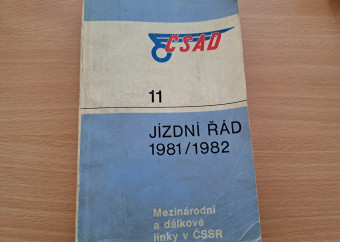 ČSAD
11
JÍZDNÍ ŘÁD
1981/1982
Mezinárodní
a dálkové
linky v ČSSR